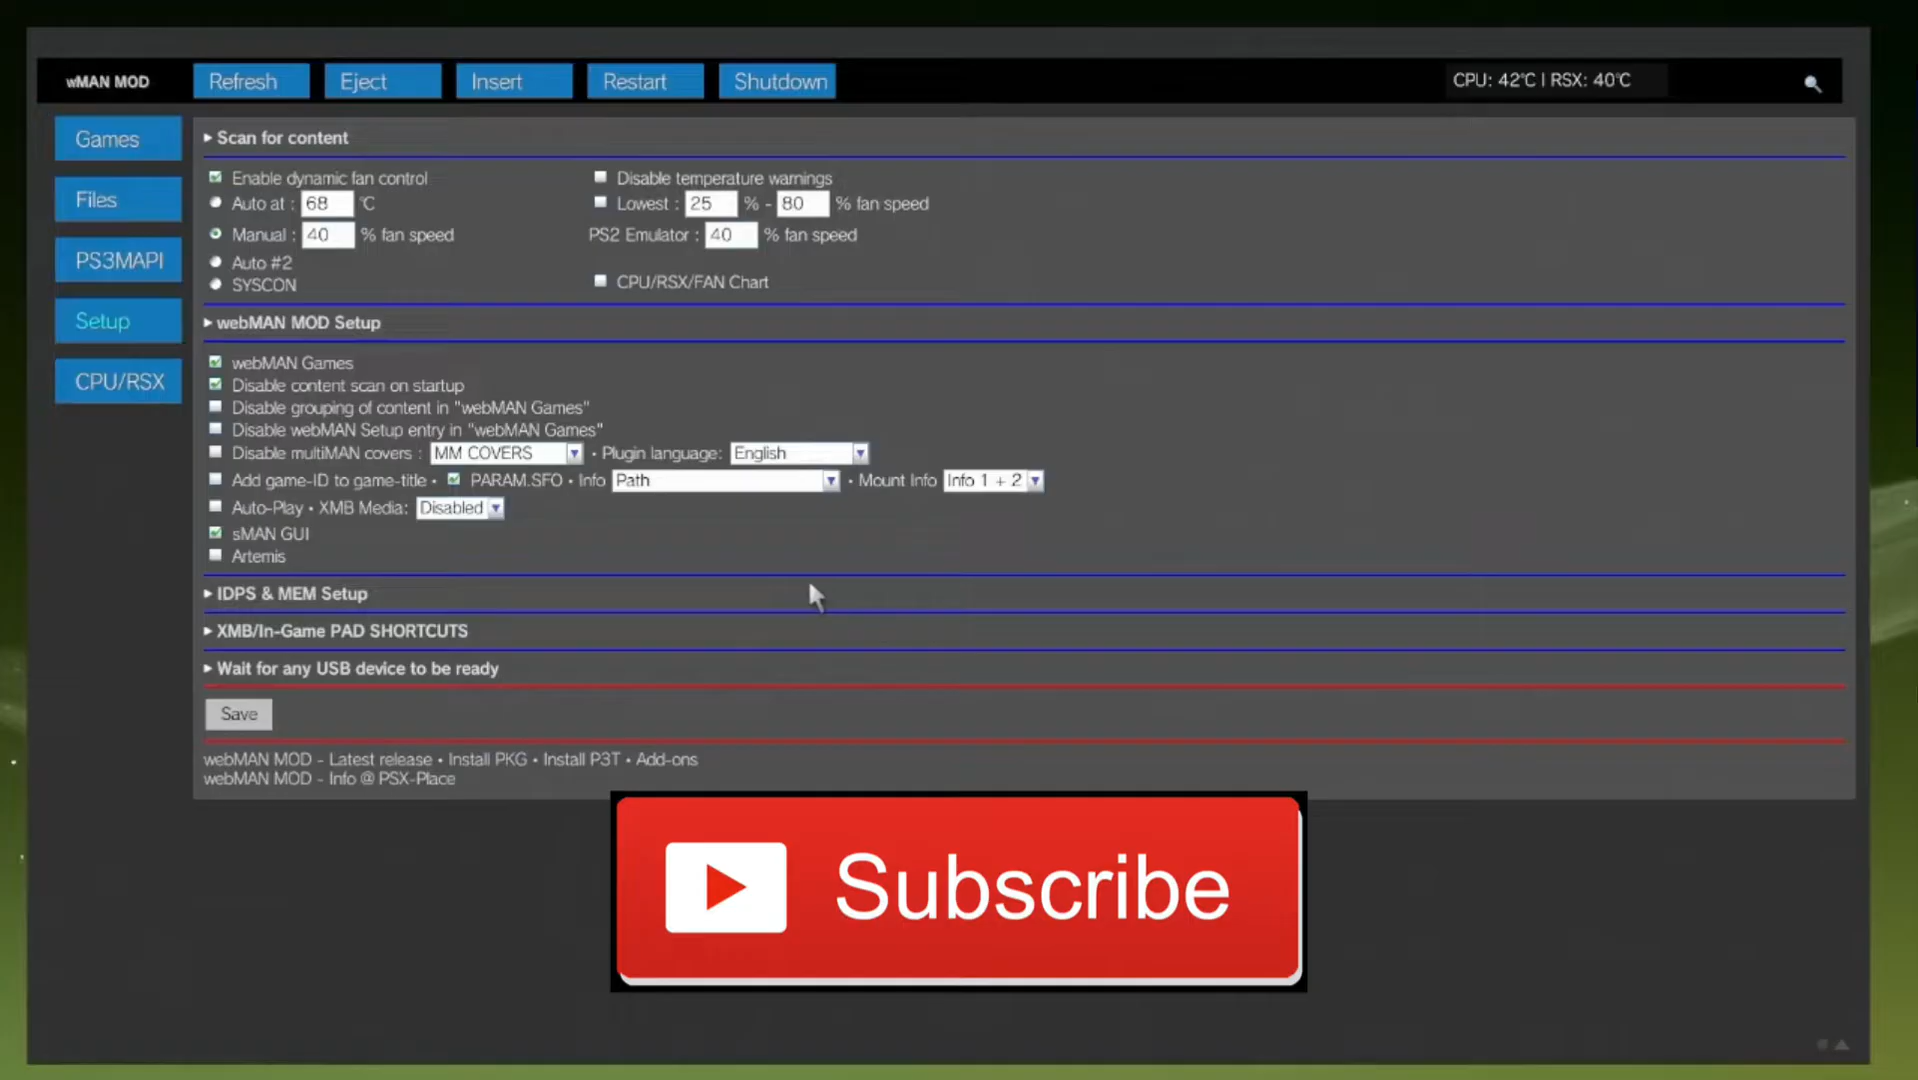 wMAN MOD Refresh Eject Insert Restart Shutdown CPU: 42°C | RSX: 40°C
Games
Files
PS3MAPI
Setup
CPU/RSX
Scan for content
Enable dynamic fan control Disable temperature warnings
Auto at : 68 °C Lowest : 25 % - 80 % fan speed
Manual : 40 % fan speed PS2 Emulator : 40 % fan speed
Auto #2
SYSCON CPU/RSX/FAN Chart
webMAN MOD Setup
webMAN Games
Disable content scan on startup
Disable grouping of content in "webMAN Games"
Disable webMAN Setup entry in "webMAN Games"
Disable multiMAN covers : MM COVERS • Plugin language: English
Add game-ID to game-title • PARAM.SFO • Info Path • Mount Info Info 1 + 2
Auto-Play • XMB Media: Disabled
sMAN GUI
Artemis
IDPS & MEM Setup
XMB/In-Game PAD SHORTCUTS
Wait for any USB device to be ready
Save
webMAN MOD - Latest release • Install PKG • Install P3T • Add-ons
webMAN MOD - Info @ PSX-Place
Subscribe